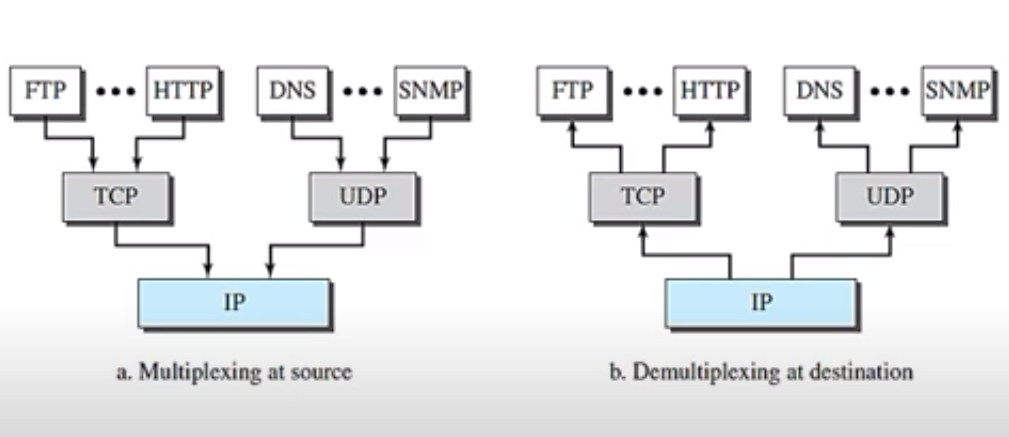 FTP ••• HTTP DNS ••• SNMP
TCP UDP
IP
a. Multiplexing at source
FTP ••• HTTP DNS ••• SNMP
TCP UDP
IP
b. Demultiplexing at destination